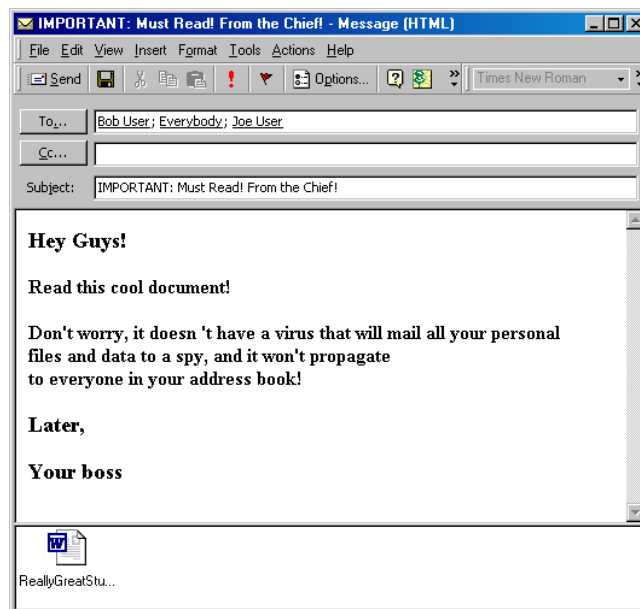 IMPORTANT: Must Read! From the Chief! - Message (HTML)
File Edit View Insert Format Tools Actions Help
Send Options... Times New Roman
To... Bob User; Everybody; Joe User
Cc...
Subject: IMPORTANT: Must Read! From the Chief!
Hey Guys!
Read this cool document!
Don't worry, it doesn 't have a virus that will mail all your personal
files and data to a spy, and it won't propagate
to everyone in your address book!
Later,
Your boss
ReallyGreatStu...